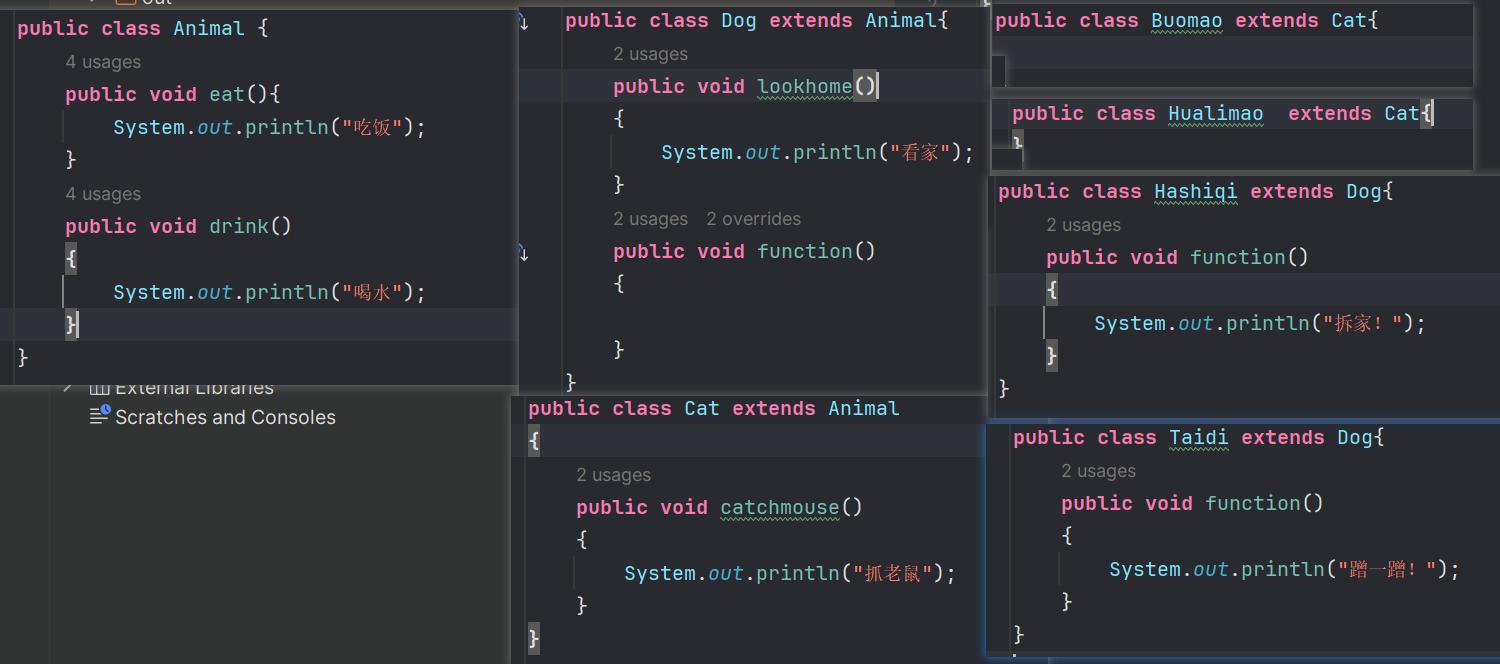 public class Animal {
4 usages
public void eat(){
System.out.println("吃饭");
}
4 usages
public void drink()
{
System.out.println("喝水");
}
}
External Libraries
Scratches and Consoles
public class Dog extends Animal{
2 usages
public void lookhome()
{
System.out.println("看家");
}
2 usages 2 overrides
public void function()
{
}
}
public class Cat extends Animal
{
2 usages
public void catchmouse()
{
System.out.println("抓老鼠");
}
}
public class Buomao extends Cat{
public class Hualimao extends Cat{
}
public class Hashiqi extends Dog{
2 usages
public void function()
{
System.out.println("拆家！");
}
}
public class Taidi extends Dog{
2 usages
public void function()
{
System.out.println("蹭一蹭！");
}
}